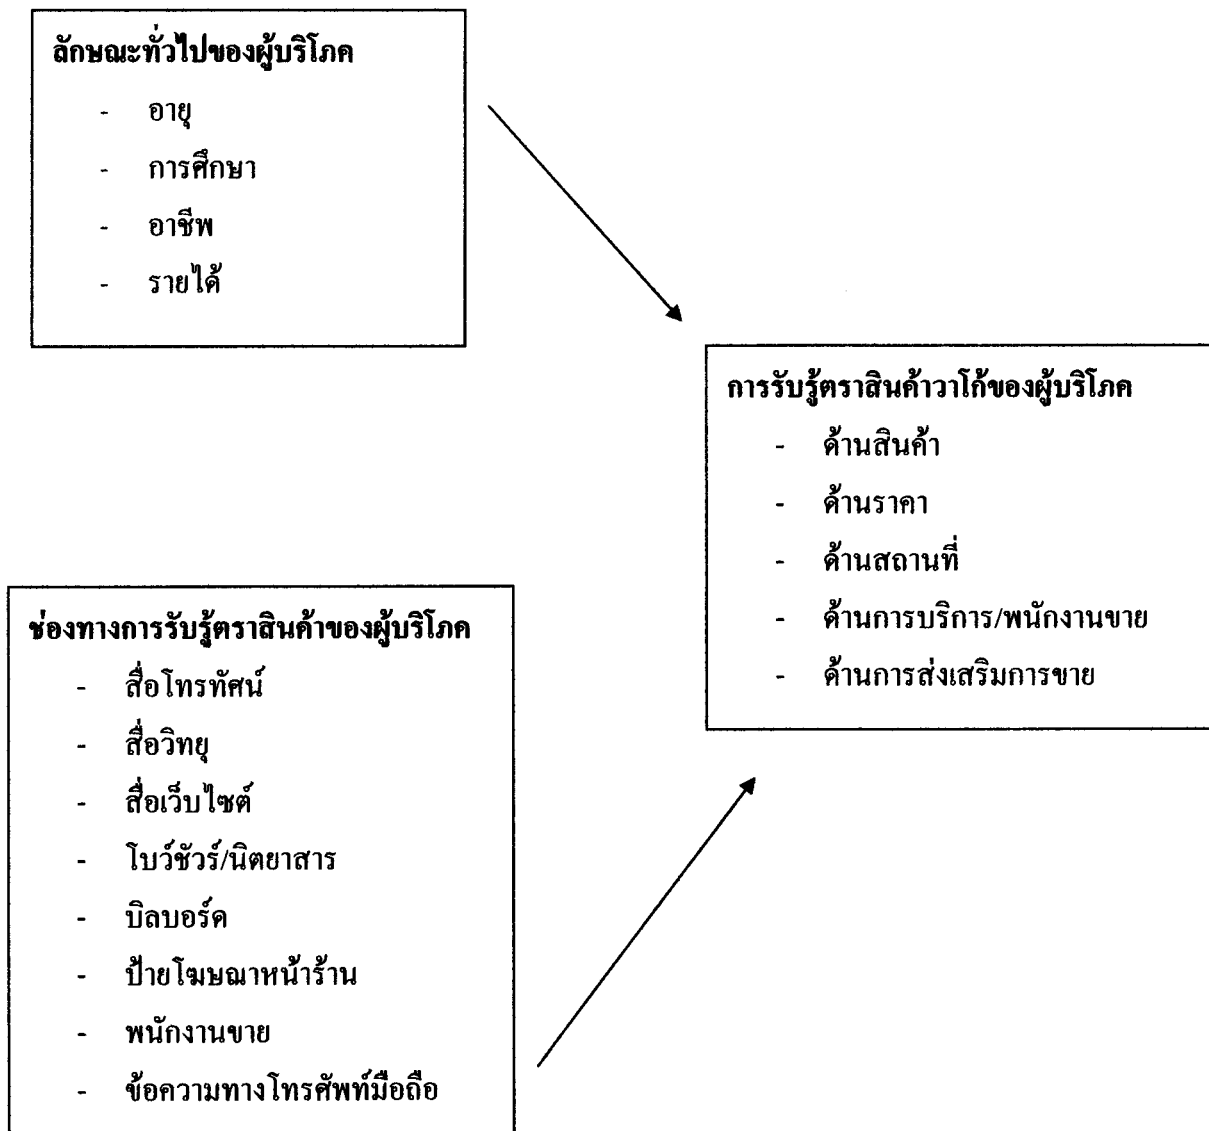 ลักษณะทั่วไปของผู้บริโภค
- อายุ
- การศึกษา
- อาชีพ
- รายได้
การรับรู้ตราสินค้าวาโก้ของผู้บริโภค
- ด้านสินค้า
- ด้านราคา
- ด้านสถานที่
- ด้านการบริการ/พนักงานขาย
- ด้านการส่งเสริมการขาย
ช่องทางการรับรู้ตราสินค้าของผู้บริโภค
- สื่อโทรทัศน์
- สื่อวิทยุ
- สื่อเว็บไซต์
- โบว์ชัวร์/นิตยาสาร
- บิลบอร์ด
- ป้ายโฆษณาหน้าร้าน
- พนักงานขาย
- ข้อความทางโทรศัพท์มือถือ